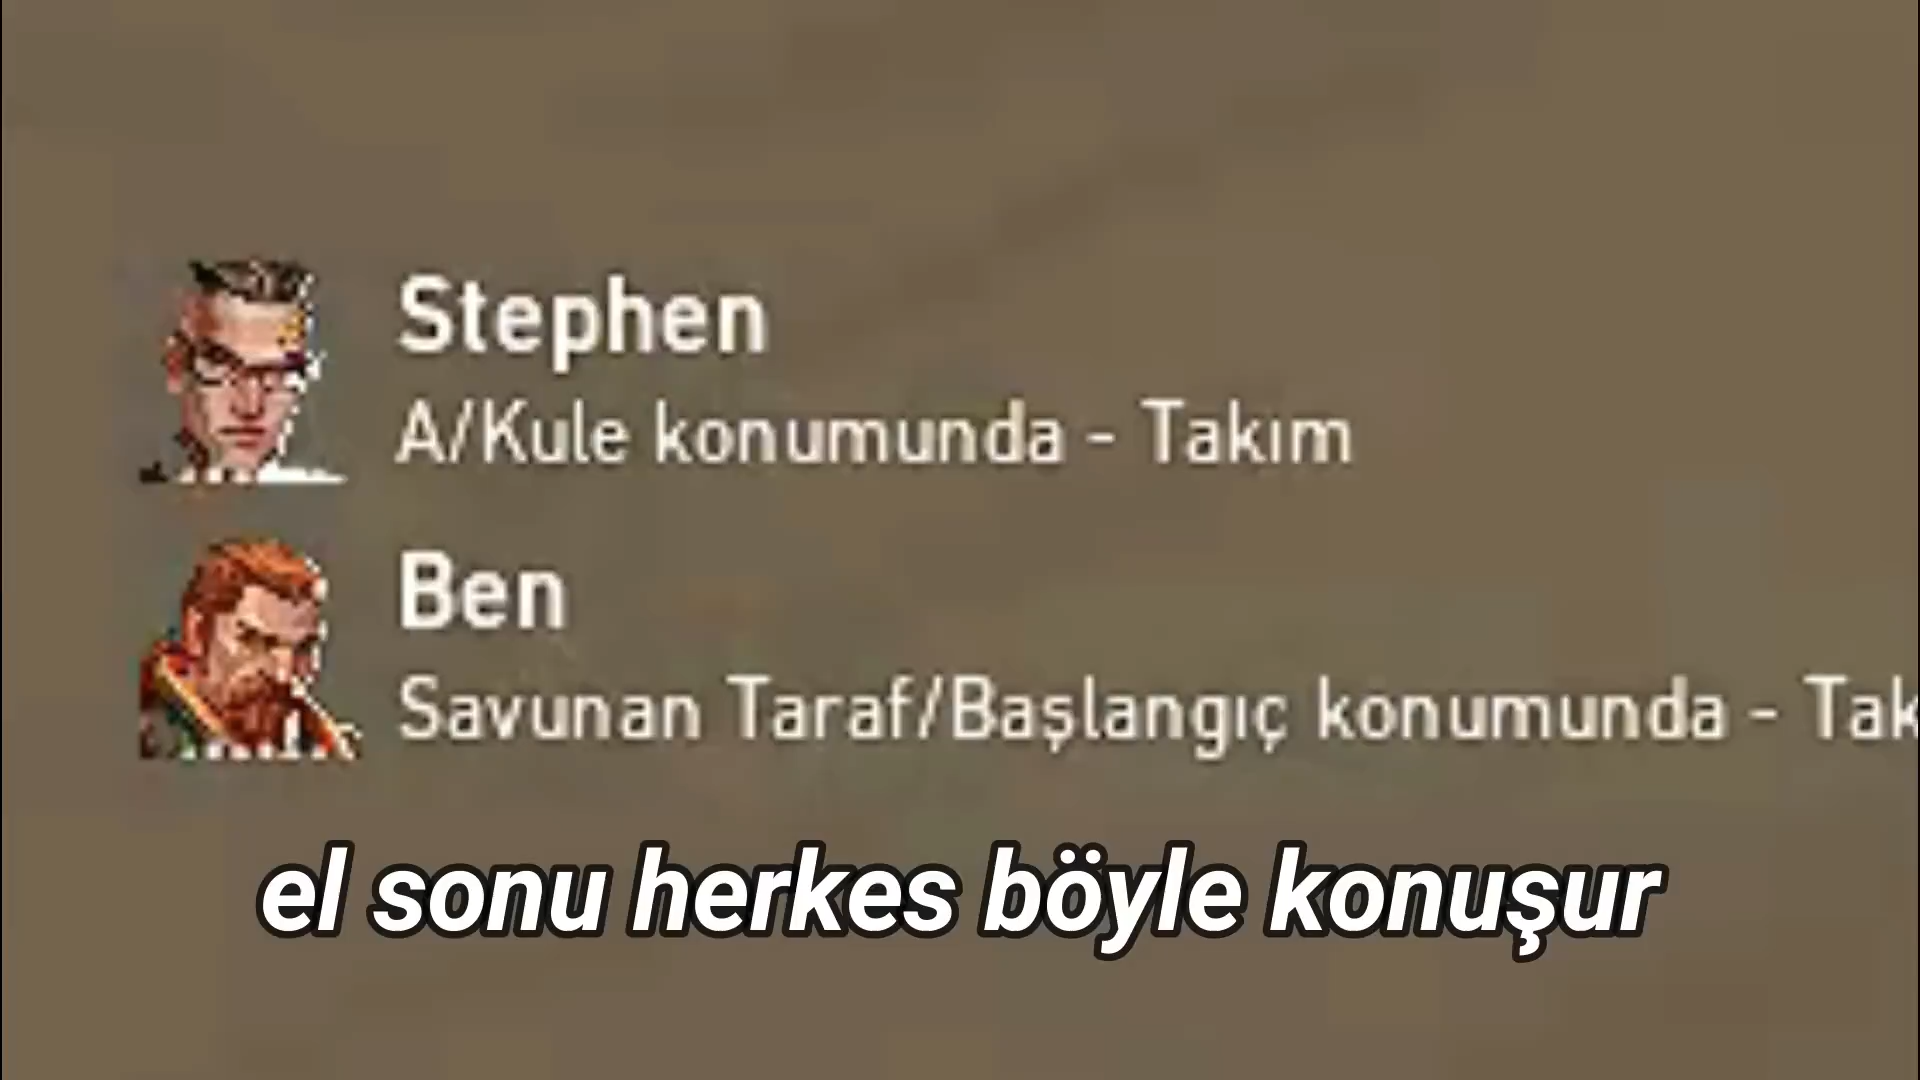 Stephen
A/Kule konumunda - Takım
Ben
Savunan Taraf/Başlangıç konumunda - Tak
el sonu herkes böyle konuşur